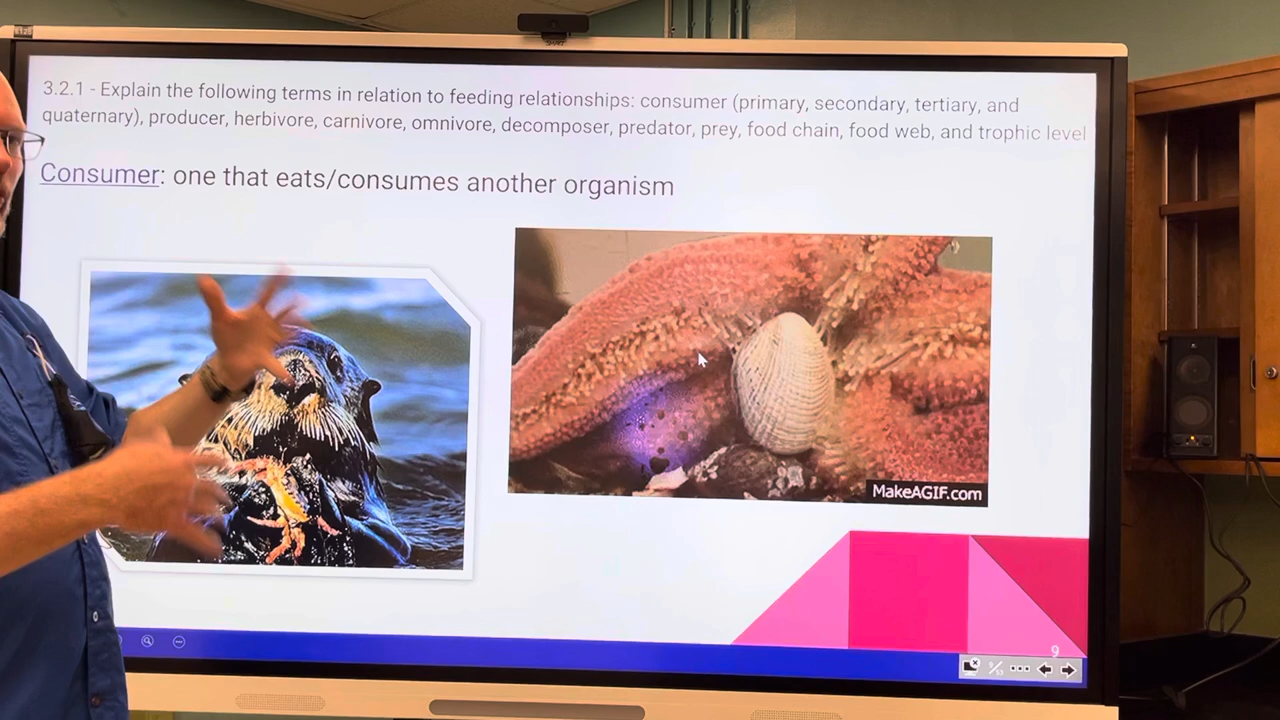 SMART
3.2.1 - Explain the following terms in relation to feeding relationships: consumer (primary, secondary, tertiary, and
quaternary), producer, herbivore, carnivore, omnivore, decomposer, predator, prey, food chain, food web, and trophic level
Consumer: one that eats/consumes another organism
MakeAGIF.com
9